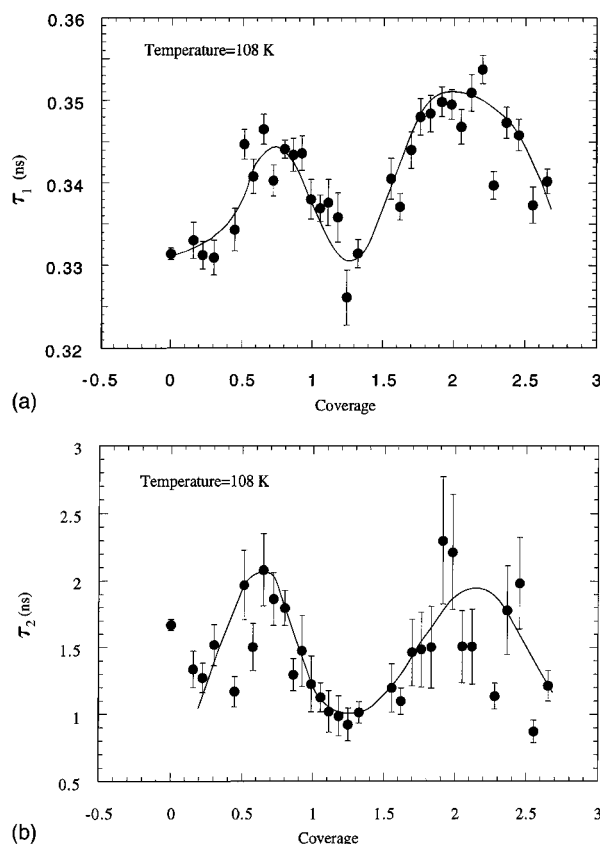 0.36
Temperature=108 K
0.35
τ1 (ns)
0.34
0.33
0.32
-0.5 0 0.5 1 1.5 2 2.5 3
(a)
Coverage
3
Temperature=108 K
2.5
2
τ2 (ns)
1.5
1
0.5
-0.5 0 0.5 1 1.5 2 2.5 3
(b)
Coverage